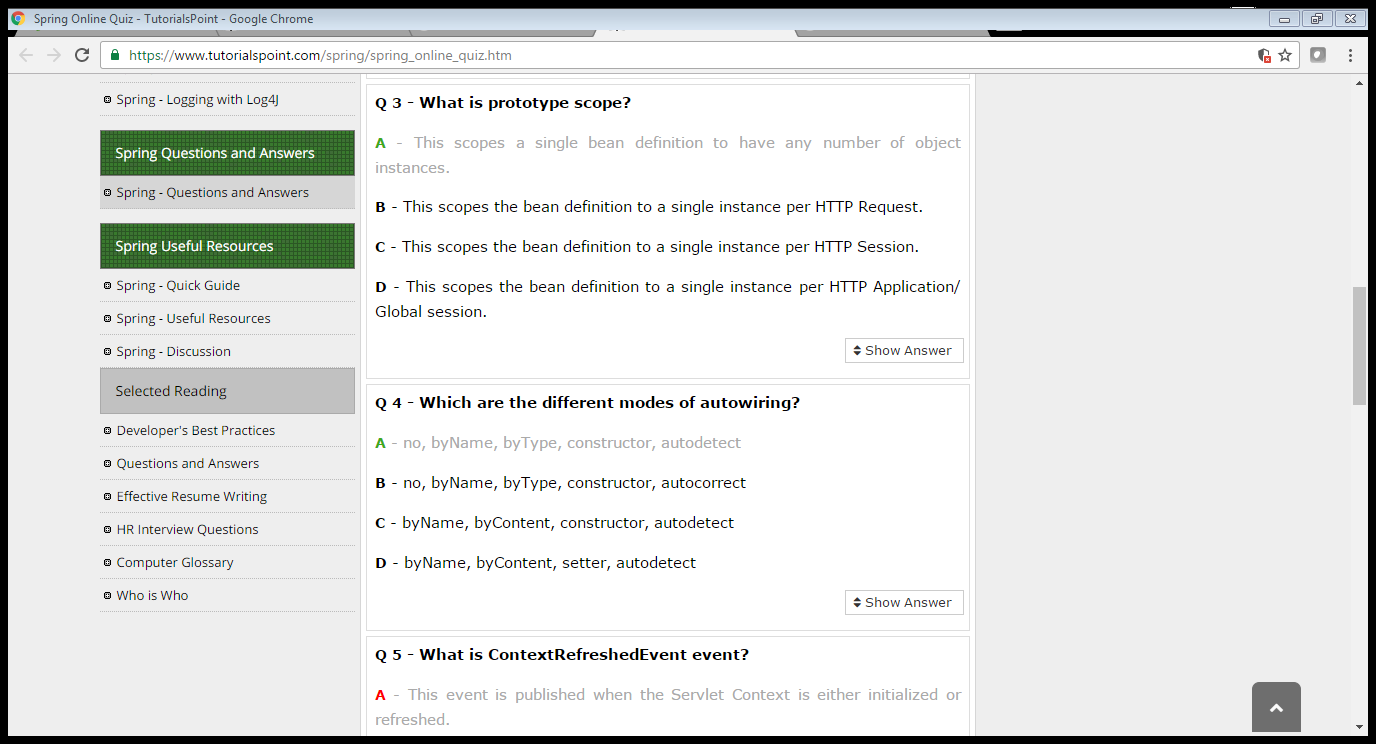 Spring Online Quiz - TutorialsPoint - Google Chrome
https://www.tutorialspoint.com/spring/spring_online_quiz.htm
Spring - Logging with Log4J
Spring Questions and Answers
Spring - Questions and Answers
Spring Useful Resources
Spring - Quick Guide
Spring - Useful Resources
Spring - Discussion
Selected Reading
Developer's Best Practices
Questions and Answers
Effective Resume Writing
HR Interview Questions
Computer Glossary
Who is Who
Q 3 - What is prototype scope?
A - This scopes a single bean definition to have any number of object
instances.
B - This scopes the bean definition to a single instance per HTTP Request.
C - This scopes the bean definition to a single instance per HTTP Session.
D - This scopes the bean definition to a single instance per HTTP Application/
Global session.
Show Answer
Q 4 - Which are the different modes of autowiring?
A - no, byName, byType, constructor, autodetect
B - no, byName, byType, constructor, autocorrect
C - byName, byContent, constructor, autodetect
D - byName, byContent, setter, autodetect
Show Answer
Q 5 - What is ContextRefreshedEvent event?
A - This event is published when the Servlet Context is either initialized or
refreshed.